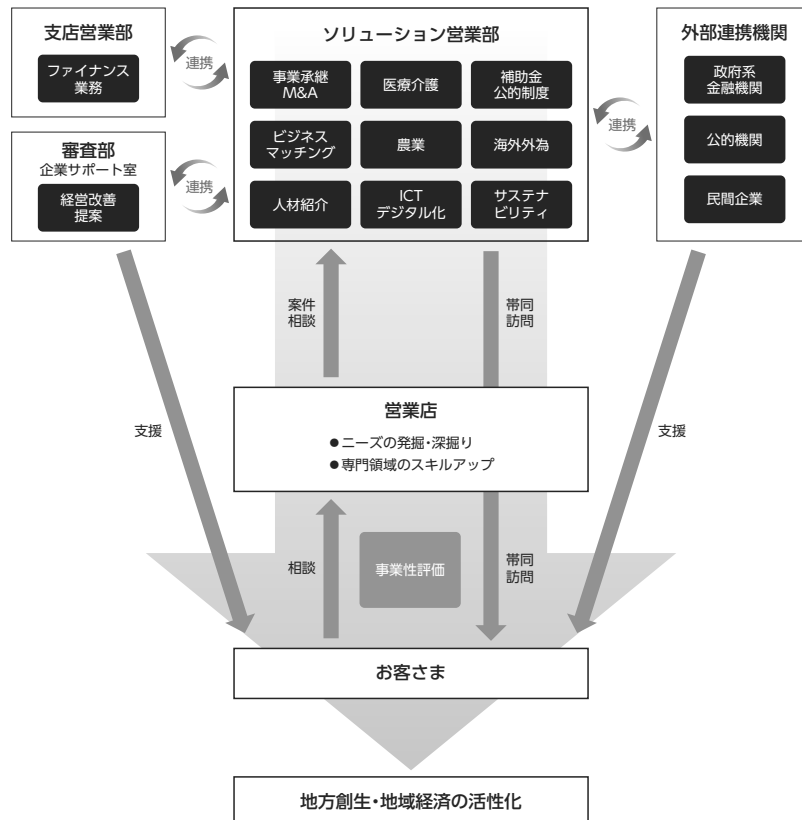 支店営業部
ファイナンス
業務
連携
審査部
企業サポート室
経営改善
提案
連携
ソリューション営業部
事業承継
M&A
医療介護
補助金
公的制度
ビジネス
マッチング
農業
海外外為
人材紹介
ICT
デジタル化
サステナ
ビリティ
連携
外部連携機関
政府系
金融機関
公的機関
民間企業
案件
相談
帯同
訪問
営業店
●ニーズの発掘・深掘り
●専門領域のスキルアップ
支援
支援
相談
事業性評価
帯同
訪問
お客さま
地方創生・地域経済の活性化